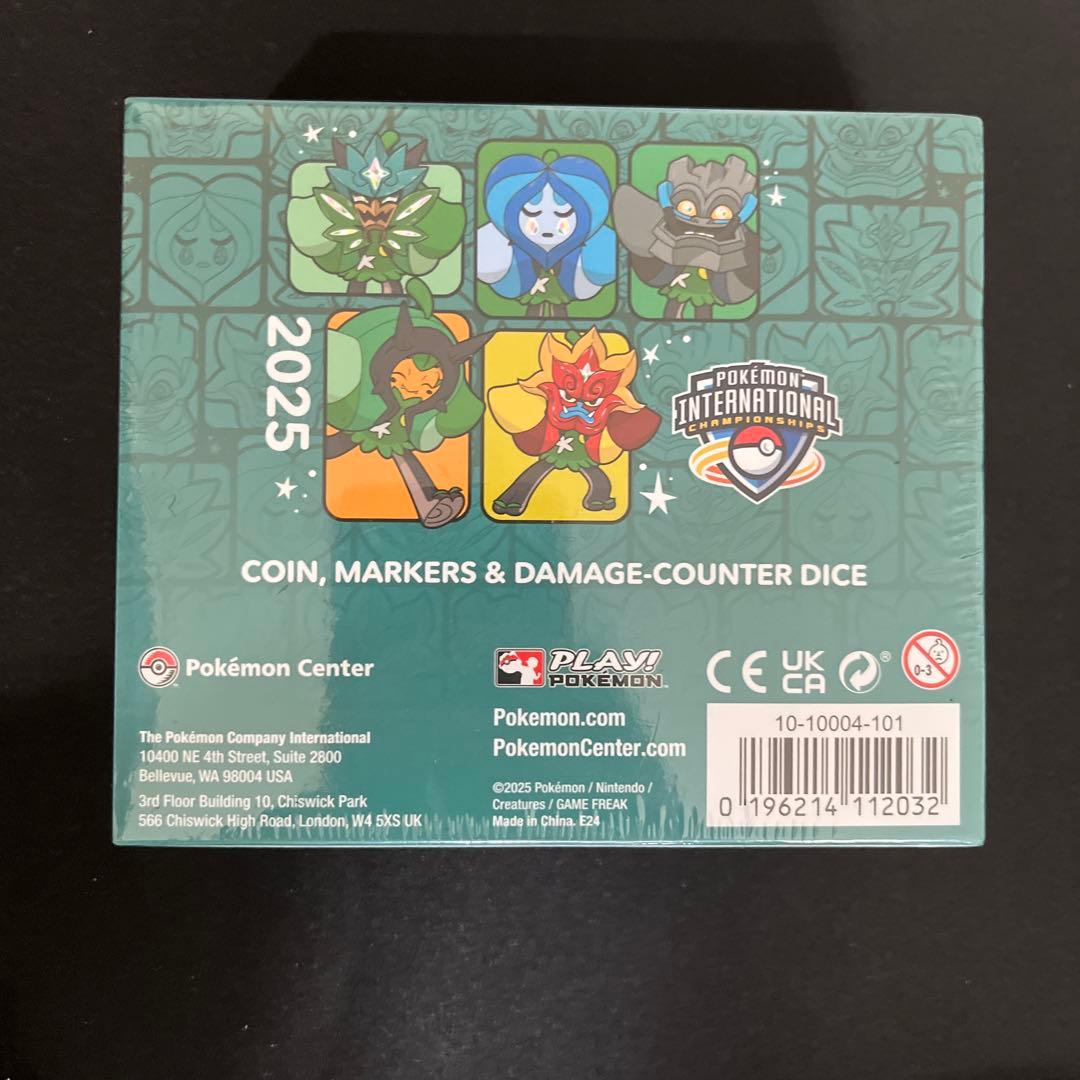 2025
POKÉMON
INTERNATIONAL
CHAMPIONSHIPS
COIN, MARKERS & DAMAGE-COUNTER DICE
Pokémon Center
The Pokémon Company International
10400 NE 4th Street, Suite 2800
Bellevue, WA 98004 USA
3rd Floor Building 10, Chiswick Park
566 Chiswick High Road, London, W4 5XS UK
PLAY!
POKÉMON
Pokemon.com
PokemonCenter.com
©2025 Pokémon / Nintendo /
Creatures / GAME FREAK
Made in China. E24
CE
UK
CA
®
0-3
10-10004-101
0 196214 112032